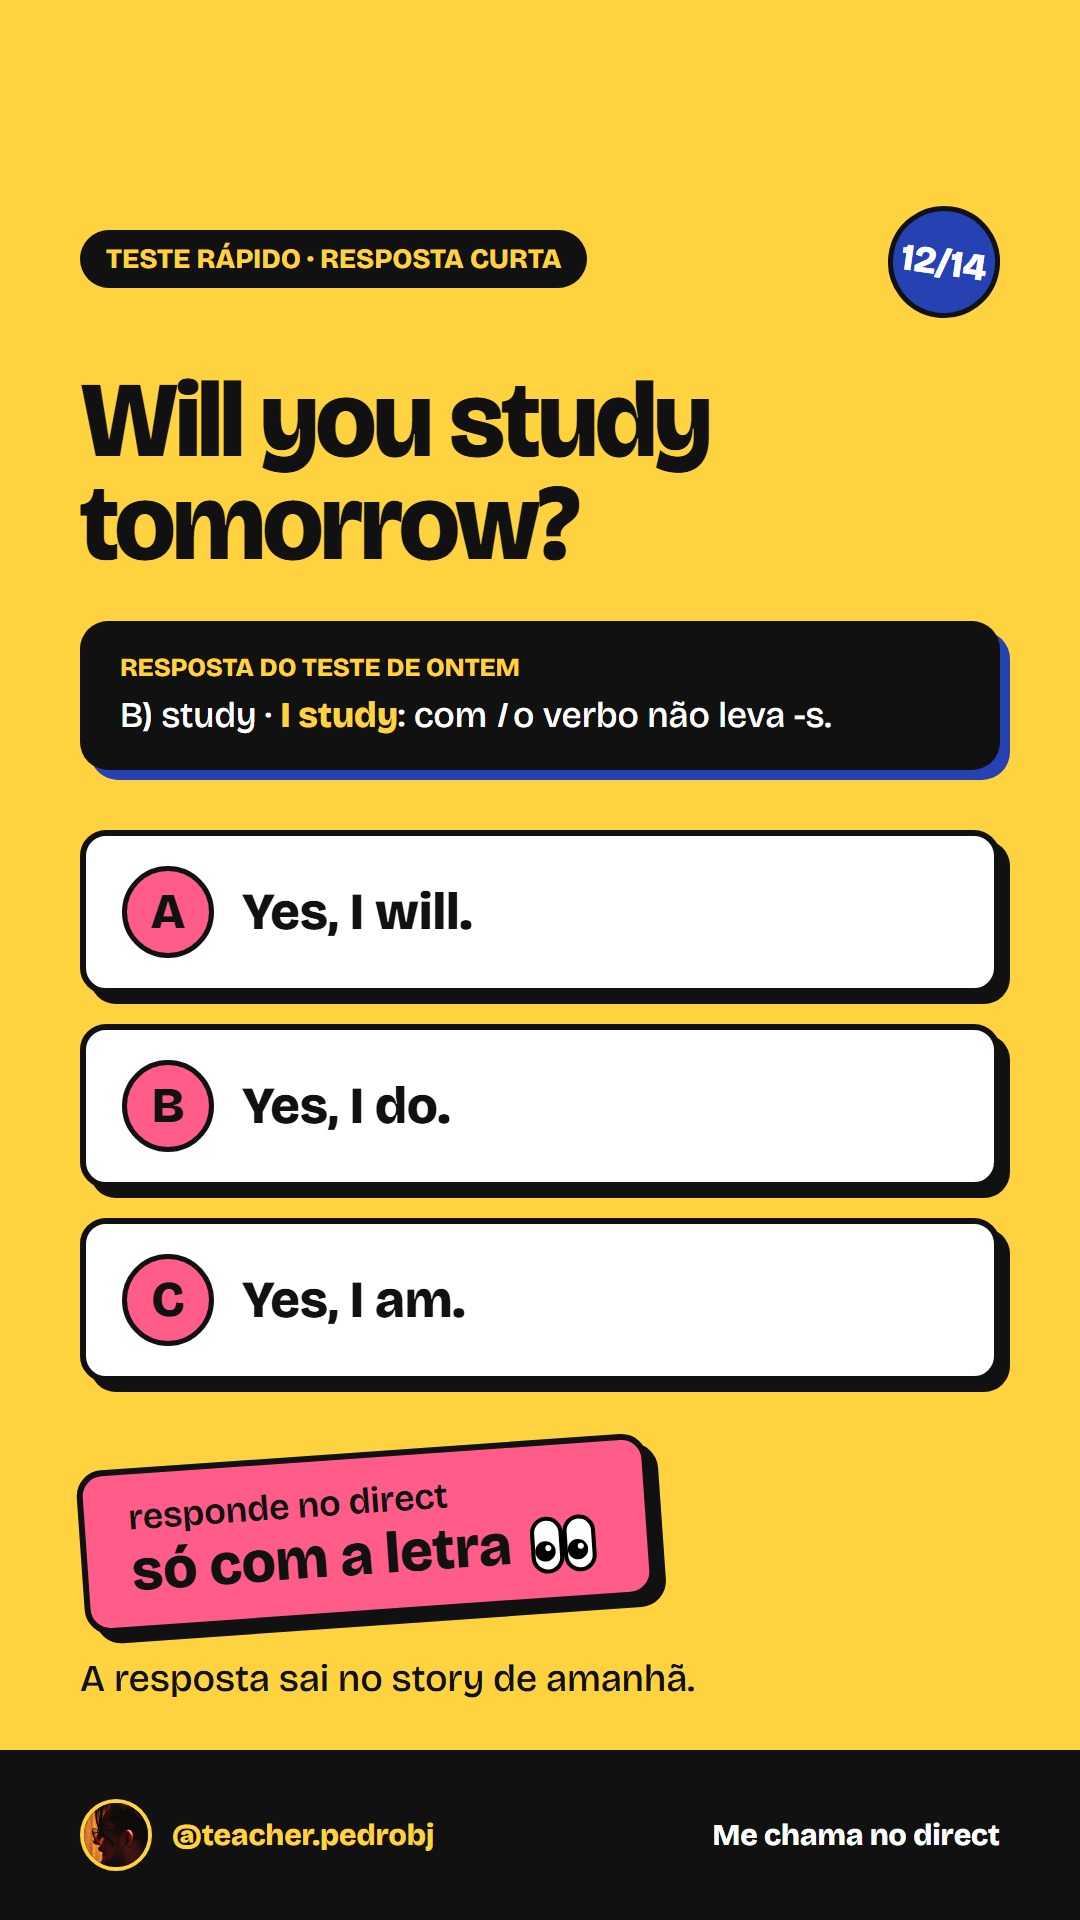 TESTE RÁPIDO · RESPOSTA CURTA
12/14
Will you study
tomorrow?
RESPOSTA DO TESTE DE ONTEM
B) study · I study: com I o verbo não leva -s.
A Yes, I will.
B Yes, I do.
C Yes, I am.
responde no direct
só com a letra 👀
A resposta sai no story de amanhã.
@teacher.pedrobj
Me chama no direct